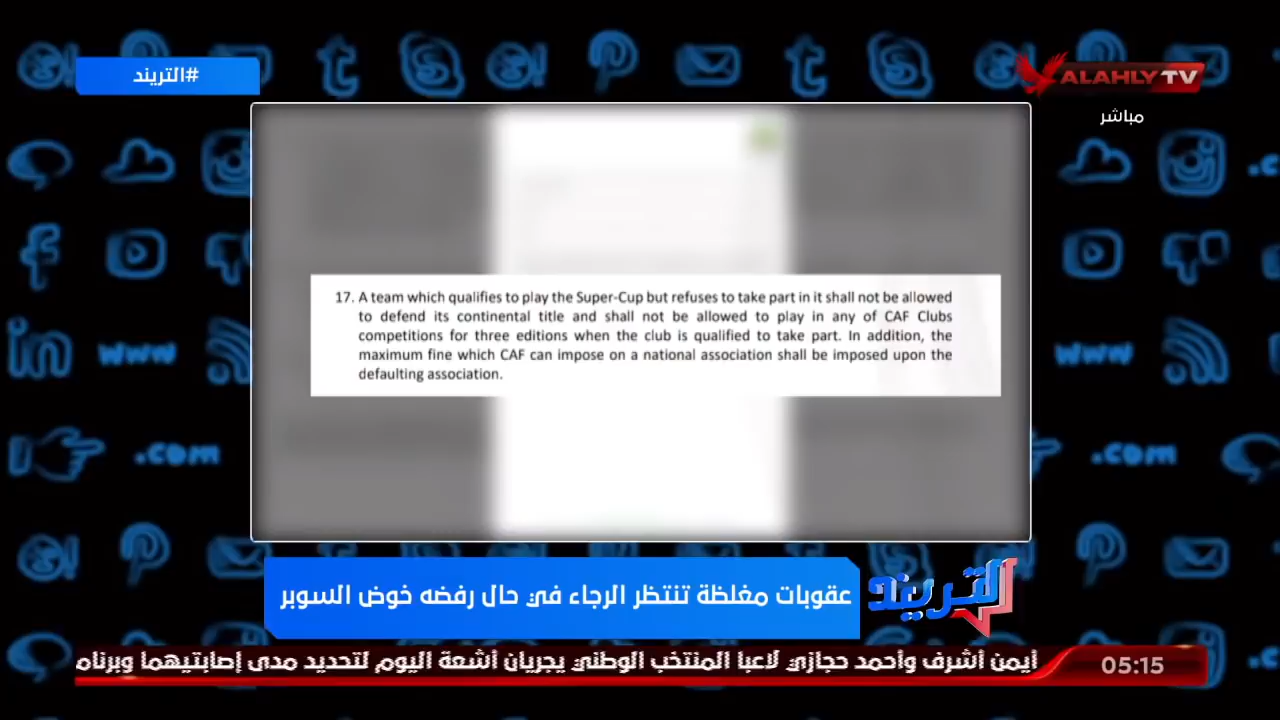 #التريند
ALAHLY TV
مباشر
17. A team which qualifies to play the Super-Cup but refuses to take part in it shall not be allowed
to defend its continental title and shall not be allowed to play in any of CAF Clubs
competitions for three editions when the club is qualified to take part. In addition, the
maximum fine which CAF can impose on a national association shall be imposed upon the
defaulting association.
www
www
.com
.com
عقوبات مغلظة تنتظر الرجاء في حال رفضه خوض السوبر
التريند
أيمن أشرف وأحمد حجازي لاعبا المنتخب الوطني يجريان أشعة اليوم لتحديد مدى إصابتيهما وبرنام
05:15